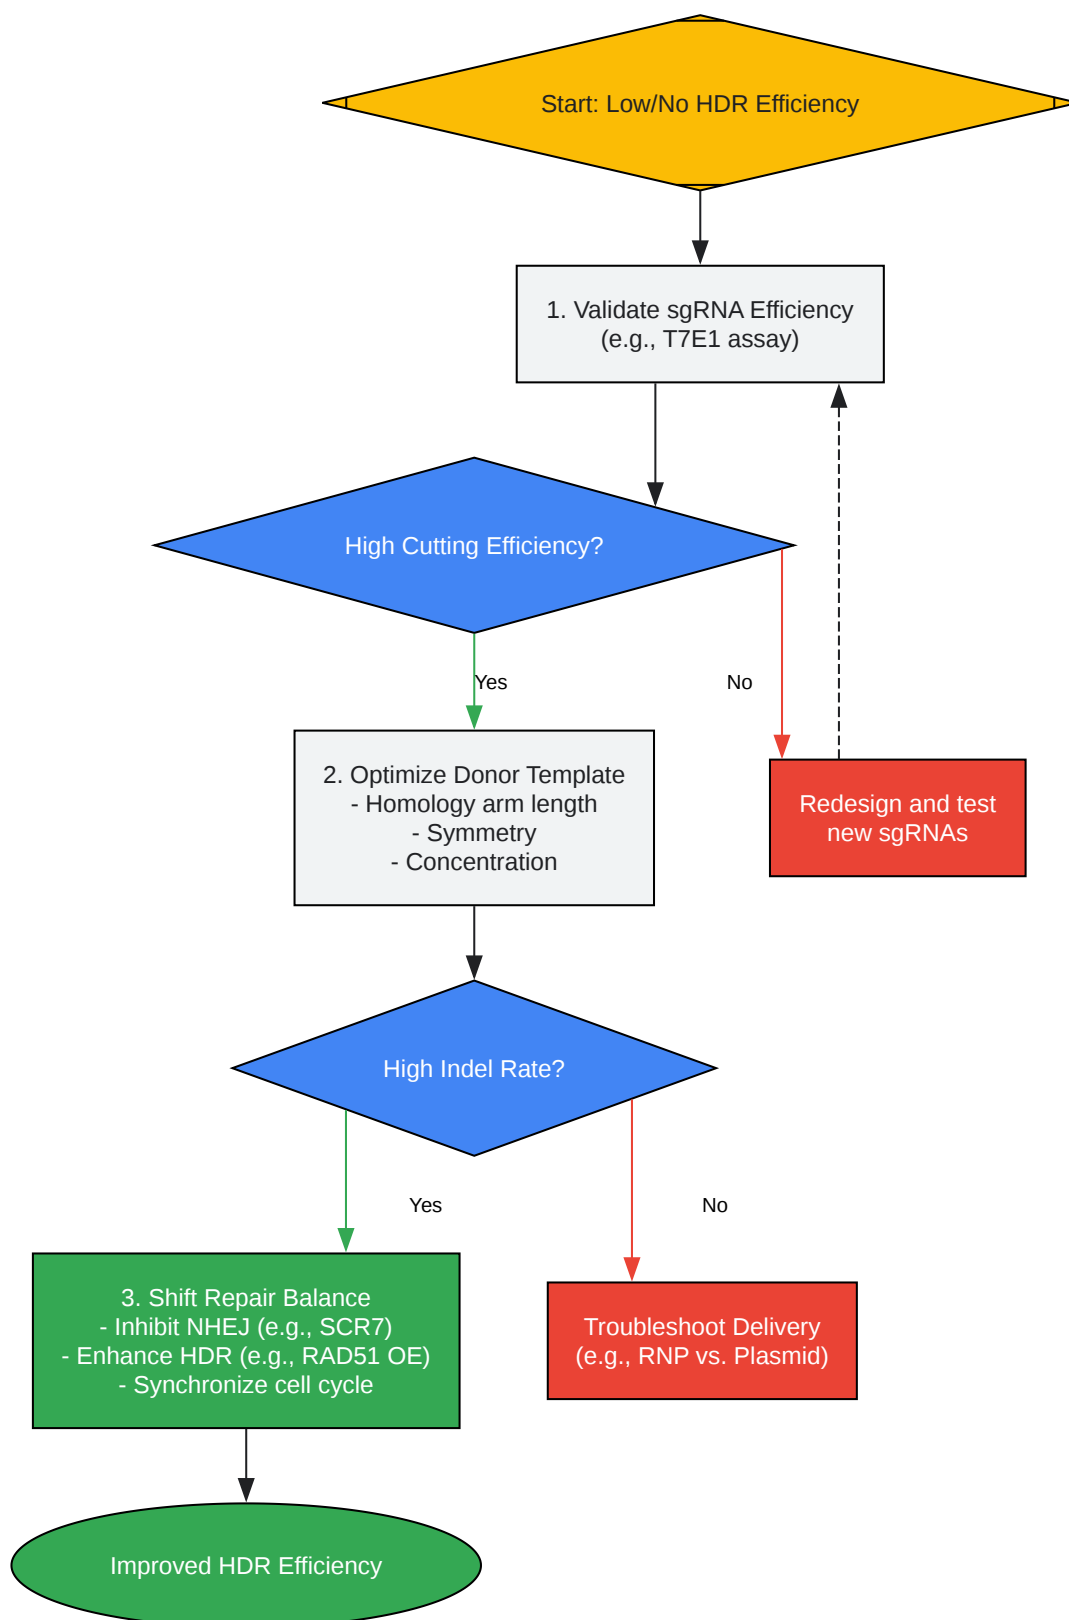 Start: Low/No HDR Efficiency
1. Validate sgRNA Efficiency
(e.g., T7E1 assay)
High Cutting Efficiency?
Yes
No
2. Optimize Donor Template
- Homology arm length
- Symmetry
- Concentration
Redesign and test
new sgRNAs
High Indel Rate?
Yes
No
3. Shift Repair Balance
- Inhibit NHEJ (e.g., SCR7)
- Enhance HDR (e.g., RAD51 OE)
- Synchronize cell cycle
Troubleshoot Delivery
(e.g., RNP vs. Plasmid)
Improved HDR Efficiency